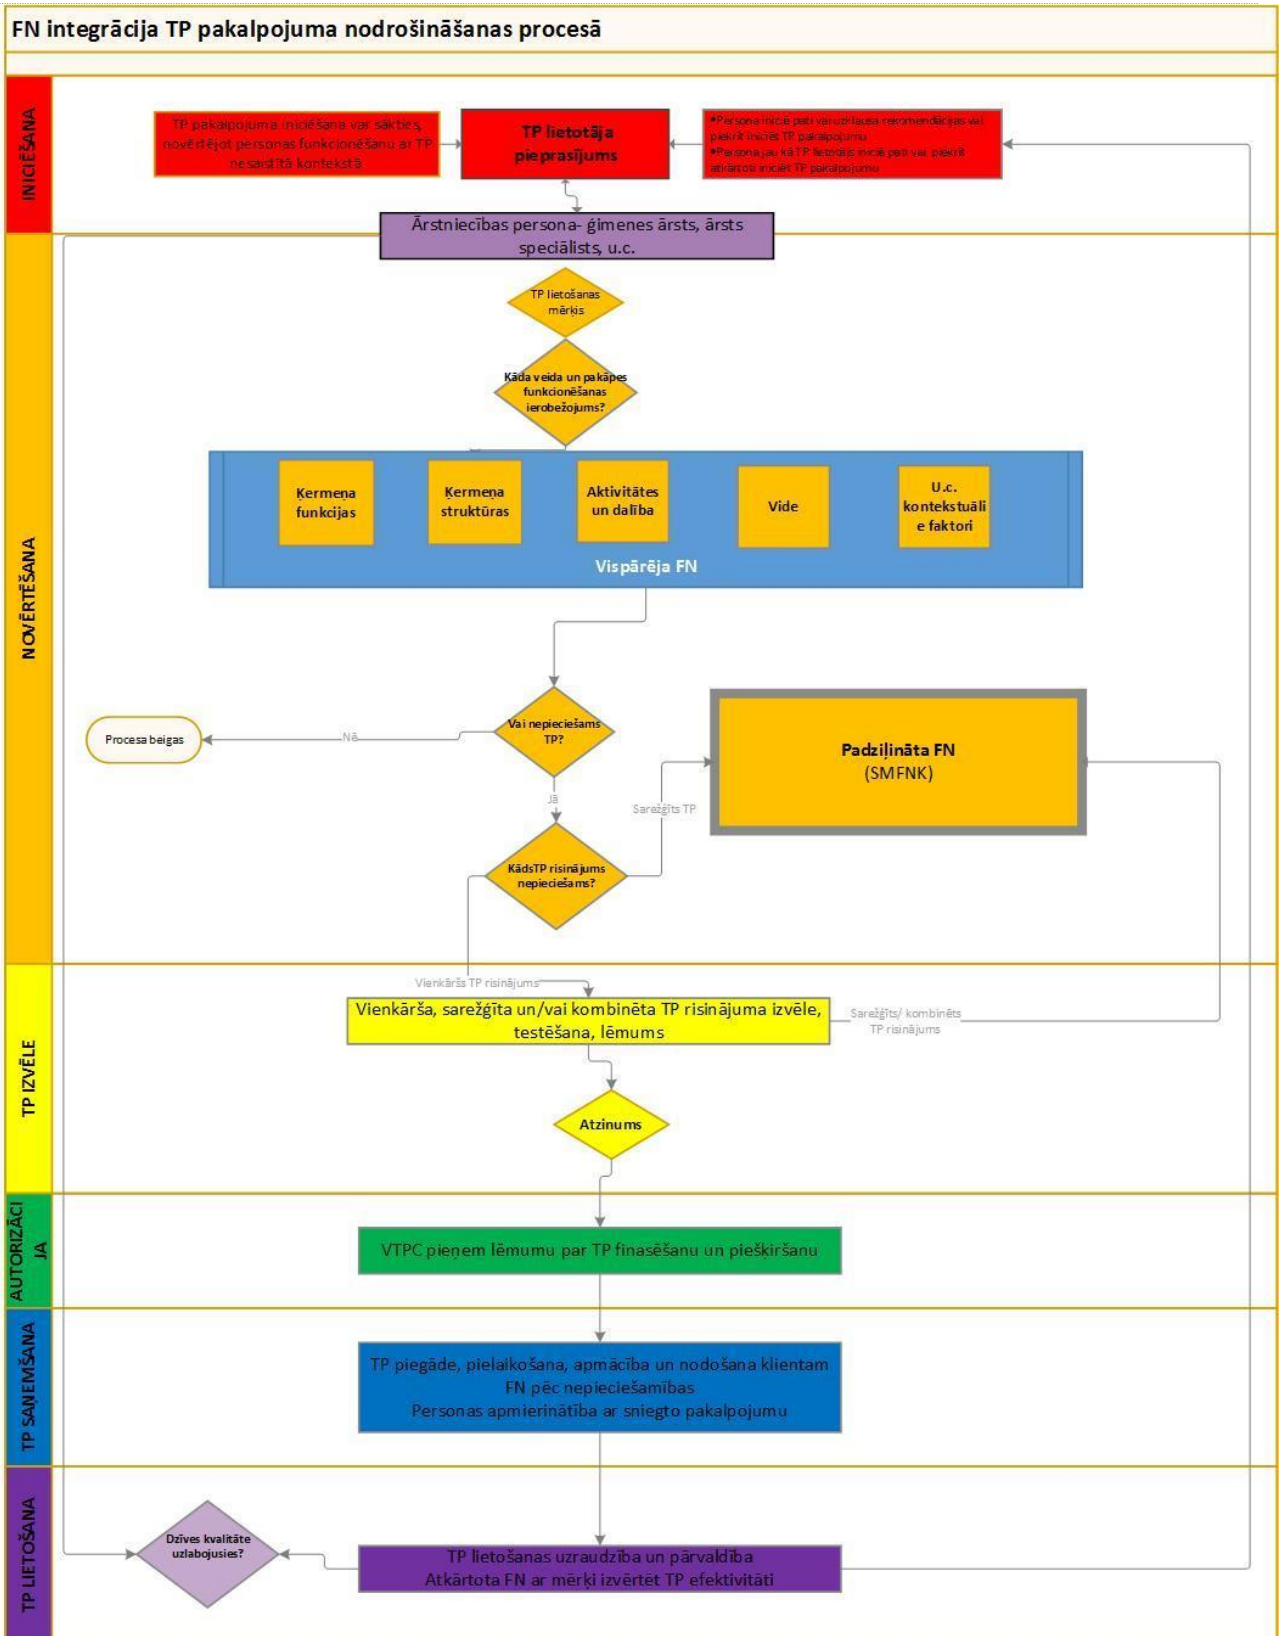 FN integrācija TP pakalpojuma nodrošināšanas procesā
INICIĒŠANA
TP pakalpojuma iniciēšana var sākties,
novērtējot personas funkcionēšanu ar TP
nesaistītā kontekstā
TP lietotāja
pieprasījums
•Persona iniciē pati vai uzklausa rekomendācijas vai
piekrīt iniciēs TP pakalpojumu
•Persona jau kā TP lietotājs iniciē pati vai piekrīt
atkārtoti iniciēt TP pakalpojumu
Ārstniecības persona- ģimenes ārsts, ārsts
speciālists, u.c.
NOVĒRTĒŠANA
TP lietošanas
mērķis
Kāda veida un pakāpes
funkcionēšanas
ierobežojums?
Ķermeņa
funkcijas
Ķermeņa
struktūras
Aktivitātes
un dalība
Vide
U.c.
kontekstuāli
e faktori
Vispārēja FN
Vai nepieciešams
TP?
Nē
Procesa beigas
Jā
Padziļināta FN
(SMFNK)
Sarežģīts TP
KādsTP risinājums
nepieciešams?
TP IZVĒLE
Vienkāršs TP risinājums
Vienkārša, sarežģīta un/vai kombinēta TP risinājuma izvēle,
testēšana, lēmums
Sarežģīts/ kombinēts
TP risinājums
Atzinums
AUTORIZĀCI
JA
VTPC pieņem lēmumu par TP finasēšanu un piešķiršanu
TP SAŅEMŠANA
TP piegāde, pielaikošana, apmācība un nodošana klientam
FN pēc nepieciešamības
Personas apmierinātība ar sniegto pakalpojumu
TP LIETOŠANA
Dzīves kvalitāte
uzlabojusies?
TP lietošanas uzraudzība un pārvaldība
Atkārtota FN ar mērķi izvērtēt TP efektivitāti